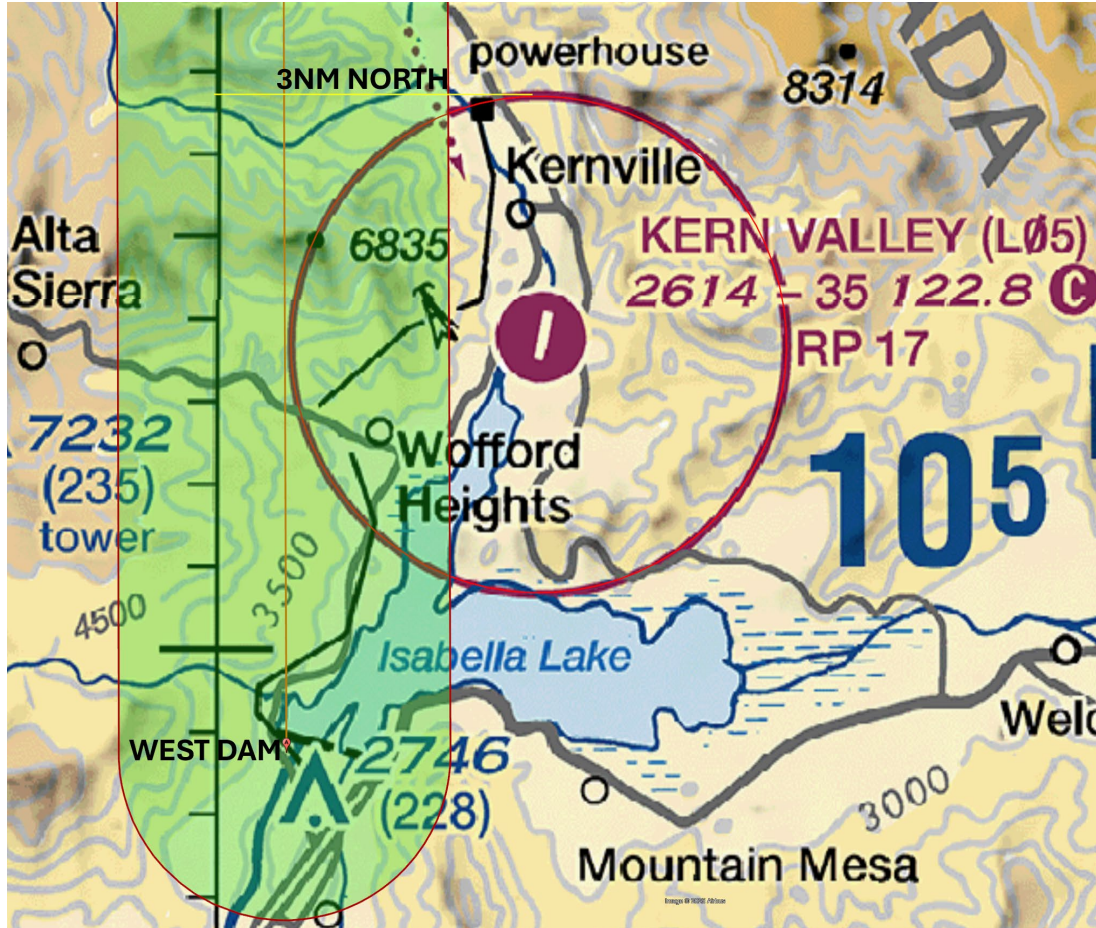 powerhouse
3NM NORTH
8314
ADA
Kernville
Alta
Sierra
6835
KERN VALLEY (LØ5)
2614 – 35 122.8 C
RP 17
7232
(235)
tower
Wofford
Heights
10⁵
3500
4500
Isabella Lake
WEST DAM
2746
(228)
3000
Mountain Mesa